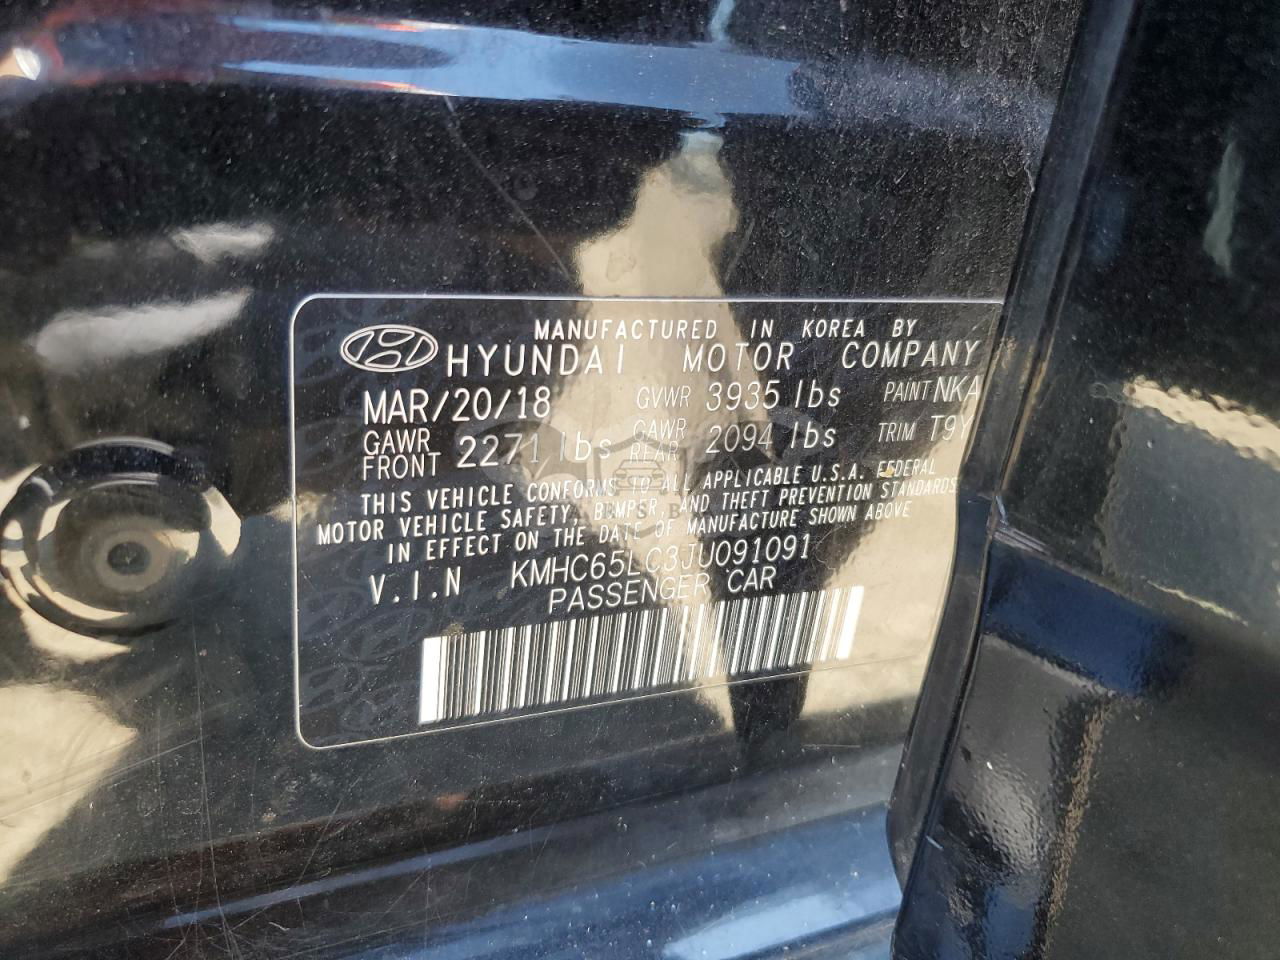 MANUFACTURED IN KOREA BY
HYUNDAI MOTOR COMPANY
MAR/20/18 GVWR 3935 lbs PAINT NKA
GAWR FRONT 2271 lbs GAWR REAR 2094 lbs TRIM T9Y
THIS VEHICLE CONFORMS TO ALL APPLICABLE U.S.A. FEDERAL
MOTOR VEHICLE SAFETY, BUMPER, AND THEFT PREVENTION STANDARDS
IN EFFECT ON THE DATE OF MANUFACTURE SHOWN ABOVE
V.I.N KMHC65LC3JU091091
PASSENGER CAR